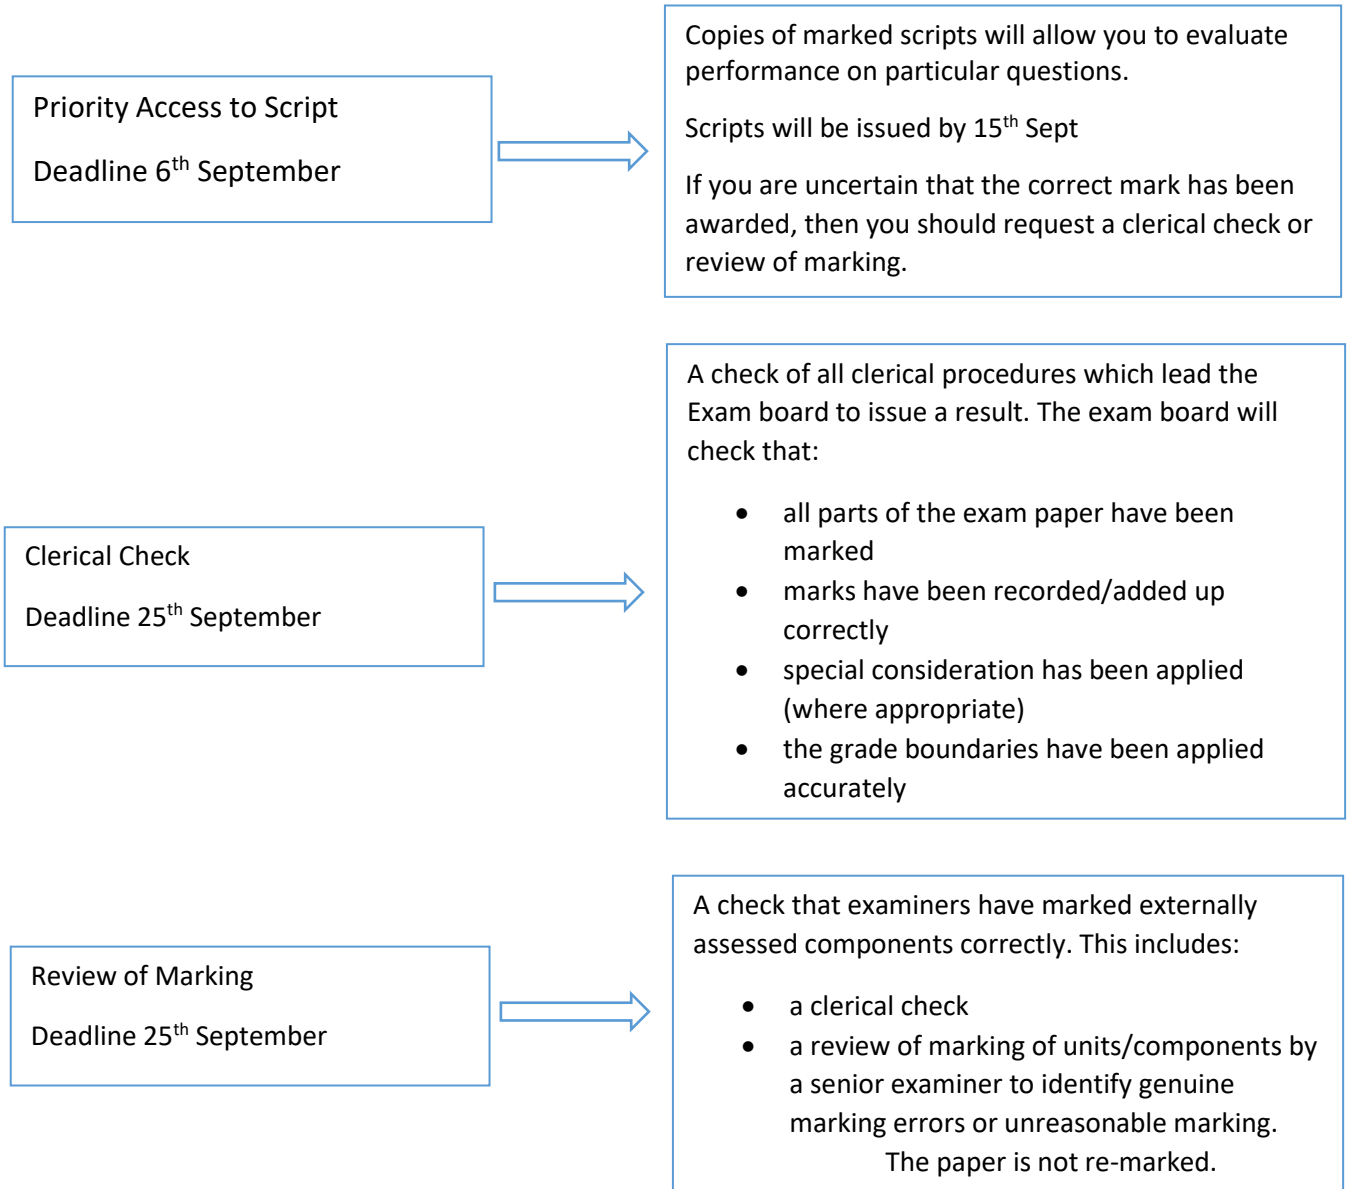 Priority Access to Script
Deadline 6th September
Copies of marked scripts will allow you to evaluate
performance on particular questions.
Scripts will be issued by 15th Sept
If you are uncertain that the correct mark has been
awarded, then you should request a clerical check or
review of marking.
Clerical Check
Deadline 25th September
A check of all clerical procedures which lead the
Exam board to issue a result. The exam board will
check that:
• all parts of the exam paper have been
marked
• marks have been recorded/added up
correctly
• special consideration has been applied
(where appropriate)
• the grade boundaries have been applied
accurately
Review of Marking
Deadline 25th September
A check that examiners have marked externally
assessed components correctly. This includes:
• a clerical check
• a review of marking of units/components by
a senior examiner to identify genuine
marking errors or unreasonable marking.
The paper is not re-marked.